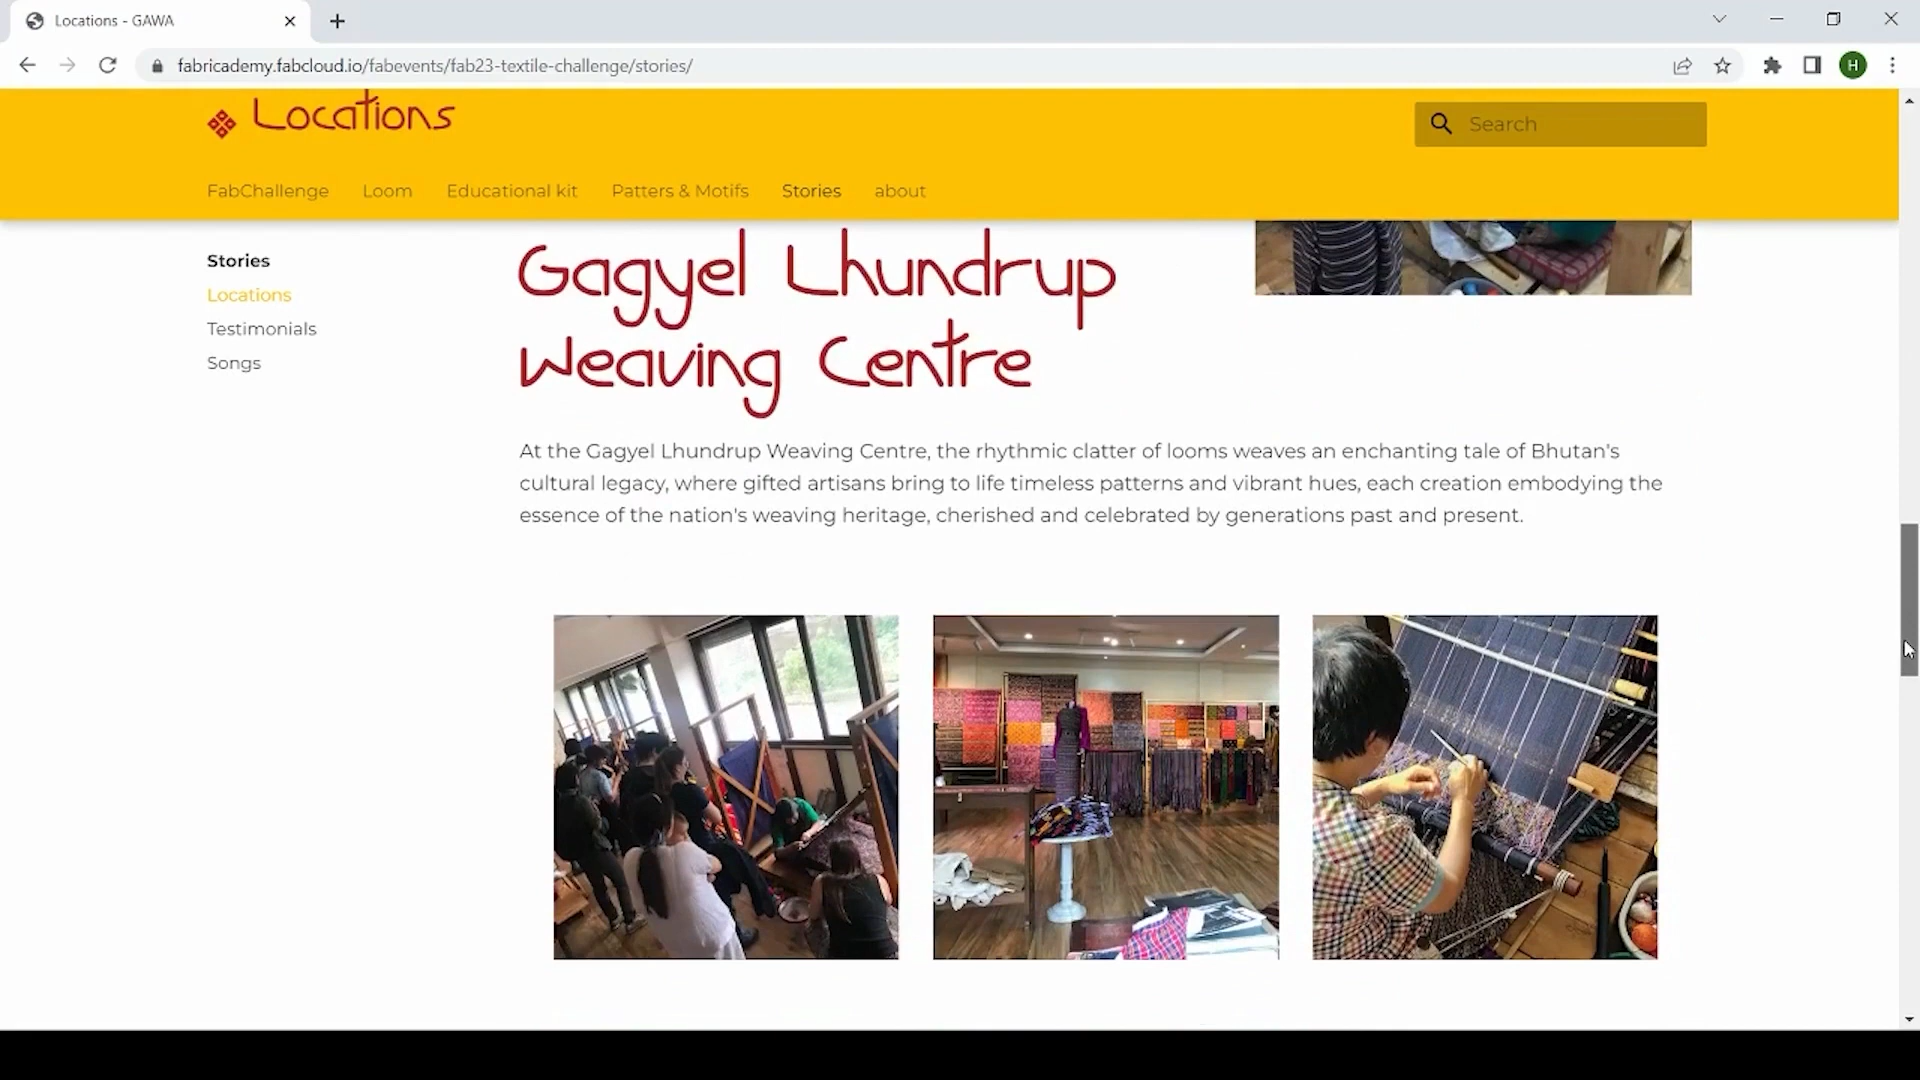 Locations - GAWA
fabricademy.fabcloud.io/fabevents/fab23-textile-challenge/stories/
H
Locations
Search
FabChallenge Loom Educational kit Patters & Motifs Stories about
Stories
Locations
Testimonials
Songs
Gagyel Lhundrup
Weaving Centre
At the Gagyel Lhundrup Weaving Centre, the rhythmic clatter of looms weaves an enchanting tale of Bhutan's
cultural legacy, where gifted artisans bring to life timeless patterns and vibrant hues, each creation embodying the
essence of the nation's weaving heritage, cherished and celebrated by generations past and present.